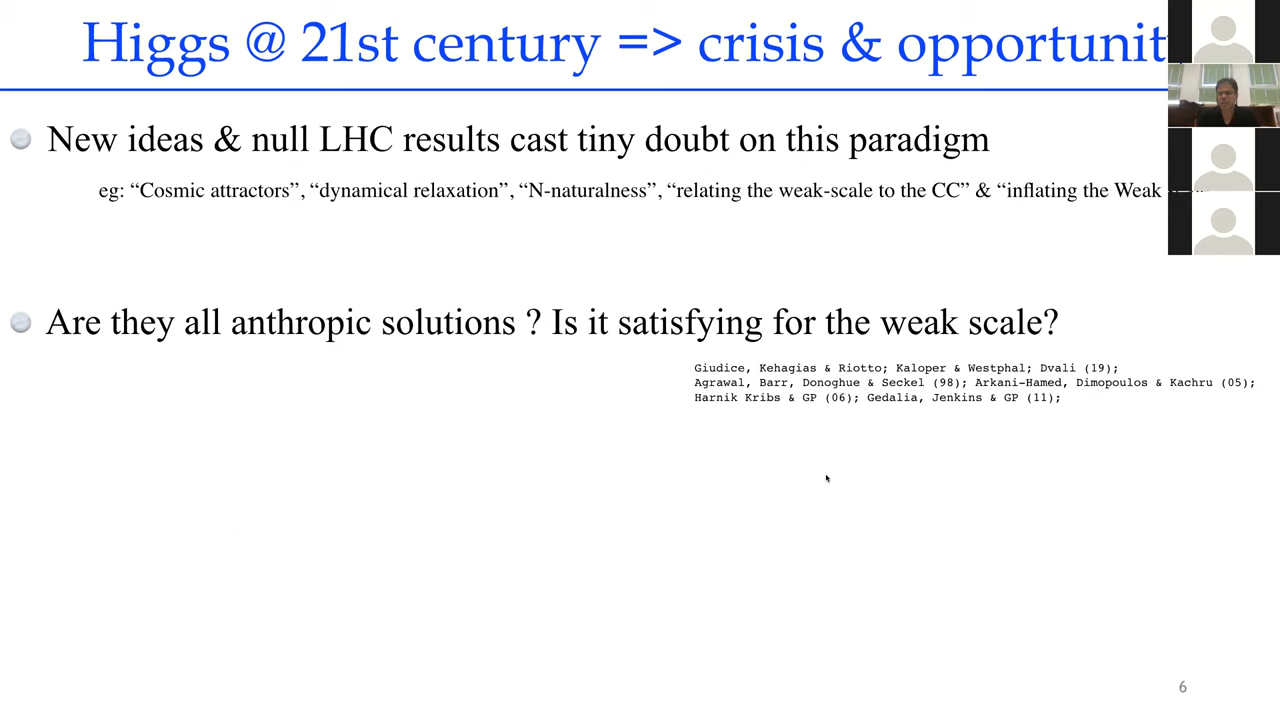 Higgs @ 21st century => crisis & opportunit
New ideas & null LHC results cast tiny doubt on this paradigm
eg: “Cosmic attractors”, “dynamical relaxation”, “N-naturalness”, “relating the weak-scale to the CC” & “inflating the Weak
Are they all anthropic solutions ? Is it satisfying for the weak scale?
Giudice, Kehagias & Riotto; Kaloper & Westphal; Dvali (19);
Agrawal, Barr, Donoghue & Seckel (98); Arkani-Hamed, Dimopoulos & Kachru (05);
Harnik Kribs & GP (06); Gedalia, Jenkins & GP (11);
6